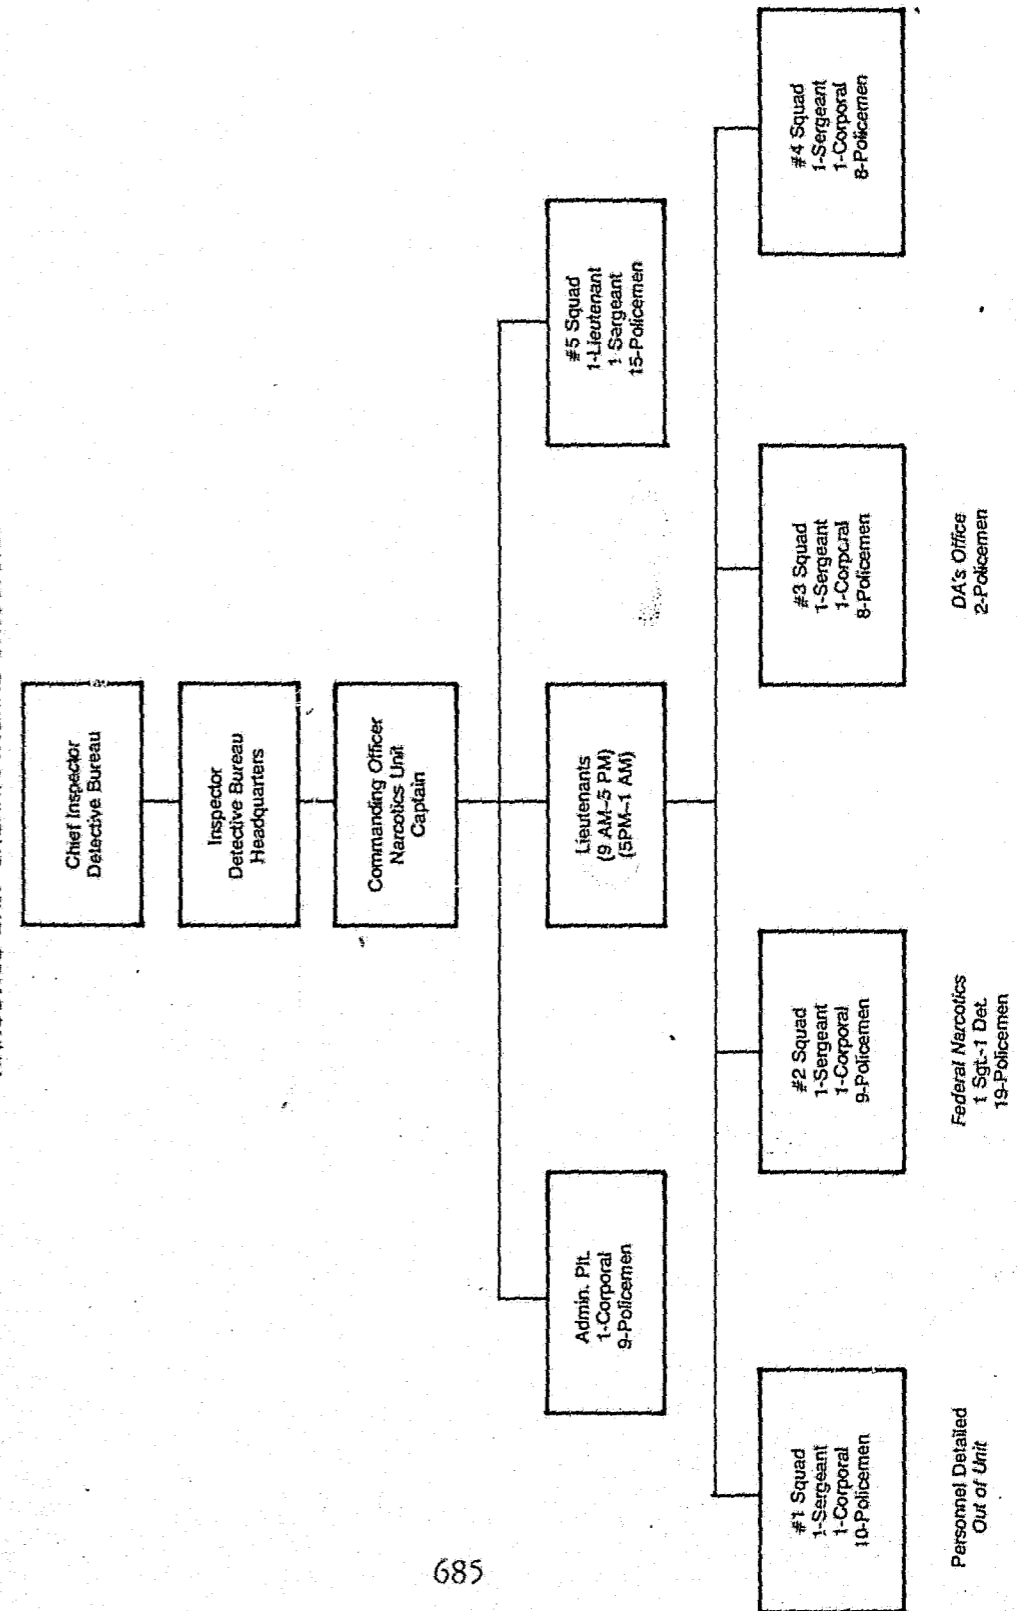 Chief Inspector
Detective Bureau
Inspector
Detective Bureau
Headquarters
Commanding Officer
Narcotics Unit
Captain
Admin. Plt.
1-Corporal
9-Policemen
Lieutenants
(9 AM–5 PM)
(5PM–1 AM)
#5 Squad
1-Lieutenant
1-Sergeant
15-Policemen
#1 Squad
1-Sergeant
1-Corporal
10-Policemen
#2 Squad
1-Sergeant
1-Corporal
9-Policemen
#3 Squad
1-Sergeant
1-Corporal
8-Policemen
#4 Squad
1-Sergeant
1-Corporal
8-Policemen
Personnel Detailed
Out of Unit
Federal Narcotics
1 Sgt.-1 Det.
19-Policemen
DA's Office
2-Policemen
685